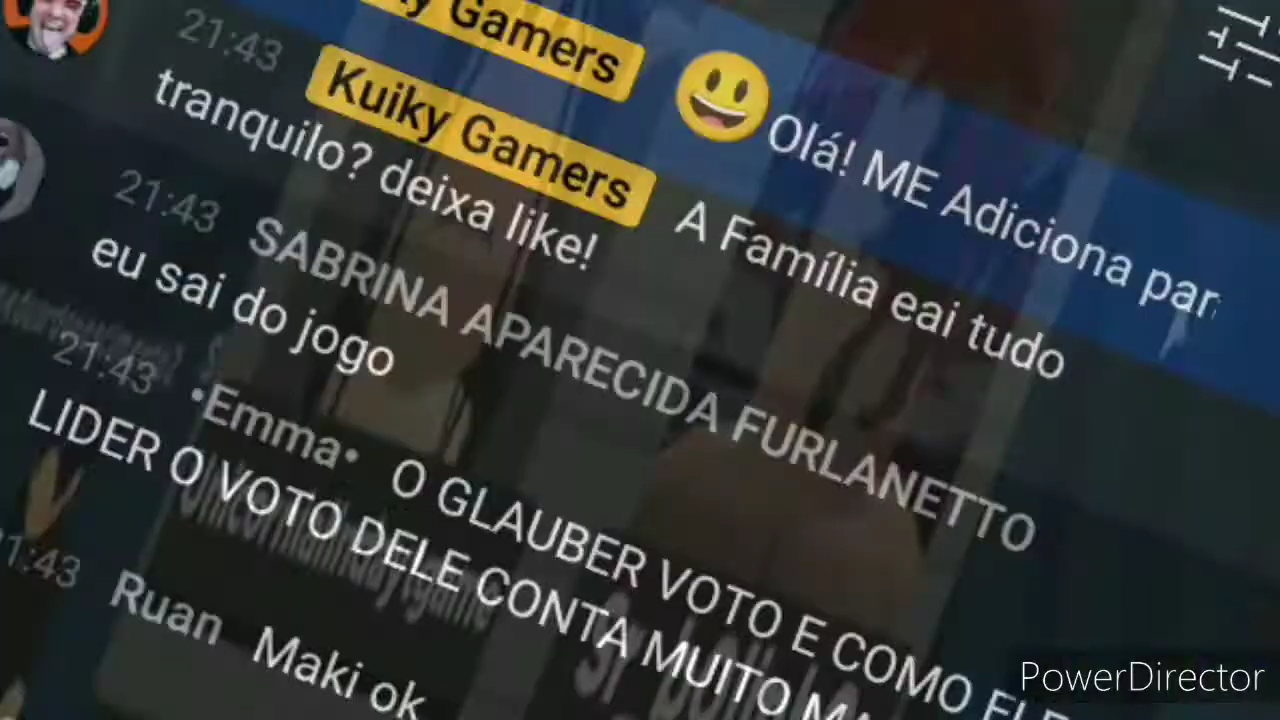 Gamers 😃 Olá! ME Adiciona par
21:43 Kuiky Gamers A Família eai tudo
tranquilo? deixa like!
21:43 SABRINA APARECIDA FURLANETTO
eu sai do jogo
21:43 •Emma• O GLAUBER VOTO E COMO ELE
LIDER O VOTO DELE CONTA MUITO
21:43 Ruan Maki ok
PowerDirector